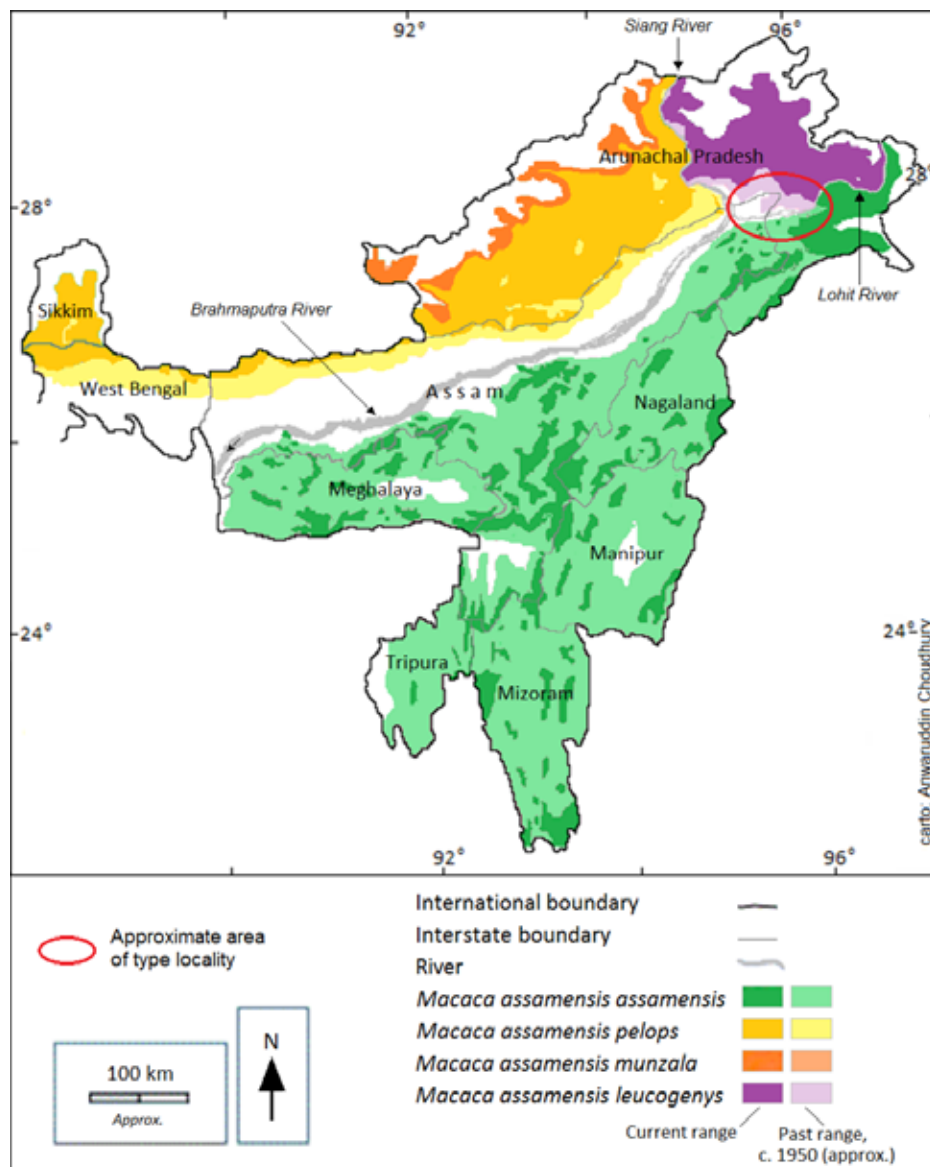 92°
Siang River
96°
Arunachal Pradesh
28°
28°
Sikkim
Brahmaputra River
Lohit River
West Bengal
Assam
Nagaland
Meghalaya
Manipur
24°
24°
Tripura
Mizoram
carto: Anwaruddin Choudhury
92°
96°
Approximate area
of type locality
International boundary
Interstate boundary
River
Macaca assamensis assamensis
Macaca assamensis pelops
Macaca assamensis munzala
Macaca assamensis leucogenys
Current range
Past range,
c. 1950 (approx.)
100 km
Approx.
N